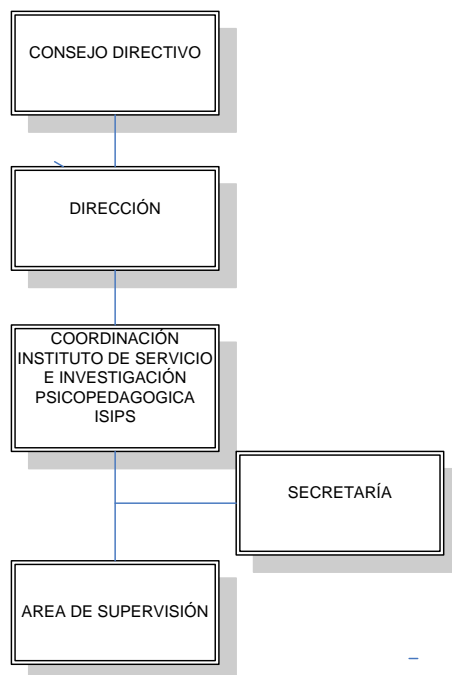 CONSEJO DIRECTIVO
DIRECCIÓN
COORDINACIÓN
INSTITUTO DE SERVICIO
E INVESTIGACIÓN
PSICOPEDAGOGICA
ISIPS
SECRETARÍA
AREA DE SUPERVISIÓN